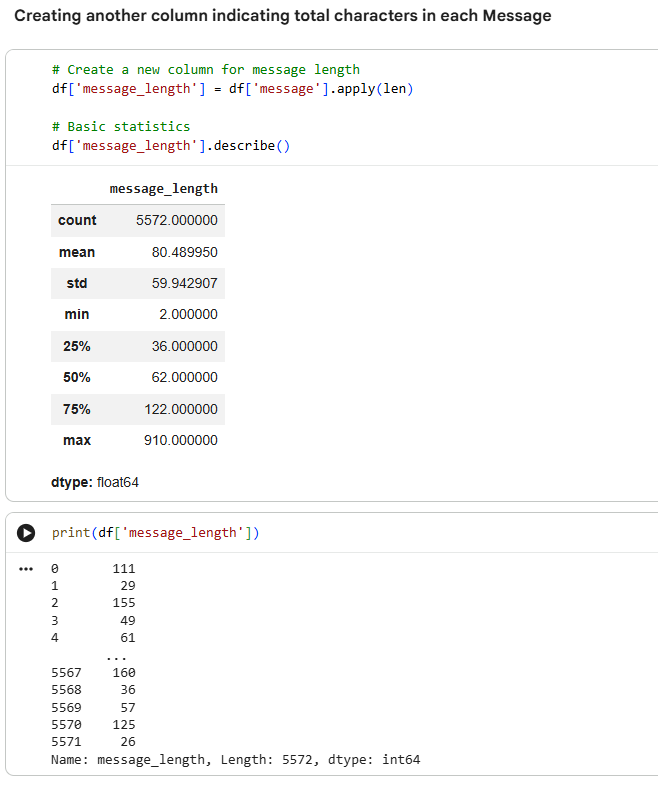 Creating another column indicating total characters in each Message
# Create a new column for message length
df['message_length'] = df['message'].apply(len)
# Basic statistics
df['message_length'].describe()
message_length
count 5572.000000
mean 80.489950
std 59.942907
min 2.000000
25% 36.000000
50% 62.000000
75% 122.000000
max 910.000000
dtype: float64
print(df['message_length'])
0 111
1 29
2 155
3 49
4 61
...
5567 160
5568 36
5569 57
5570 125
5571 26
Name: message_length, Length: 5572, dtype: int64